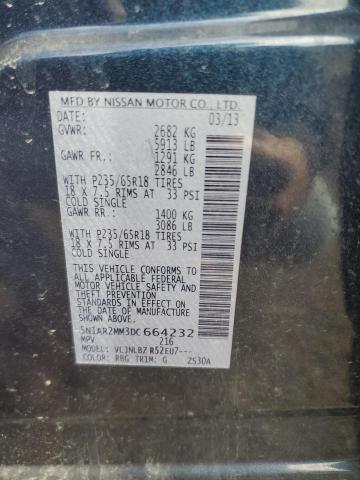 MFD BY NISSAN MOTOR CO., LTD.
DATE: 03/13
GVWR: 2682 KG
5913 LB
GAWR FR.: 1291 KG
2846 LB
WITH P235/65R18 TIRES
18 X 7.5 RIMS AT 33 PSI
COLD SINGLE
GAWR RR.: 1400 KG
3086 LB
WITH P235/65R18 TIRES
18 X 7.5 RIMS AT 33 PSI
COLD SINGLE
THIS VEHICLE CONFORMS TO
ALL APPLICABLE FEDERAL
MOTOR VEHICLE SAFETY AND
THEFT PREVENTION
STANDARDS IN EFFECT ON
THE DATE OF MANUFACTURE
SHOWN ABOVE.
5N1AR2MM3DC664232
MPV 216
MODEL: VLJNLBZ R52EU7---
COLOR: RBG TRIM: G ZS30A